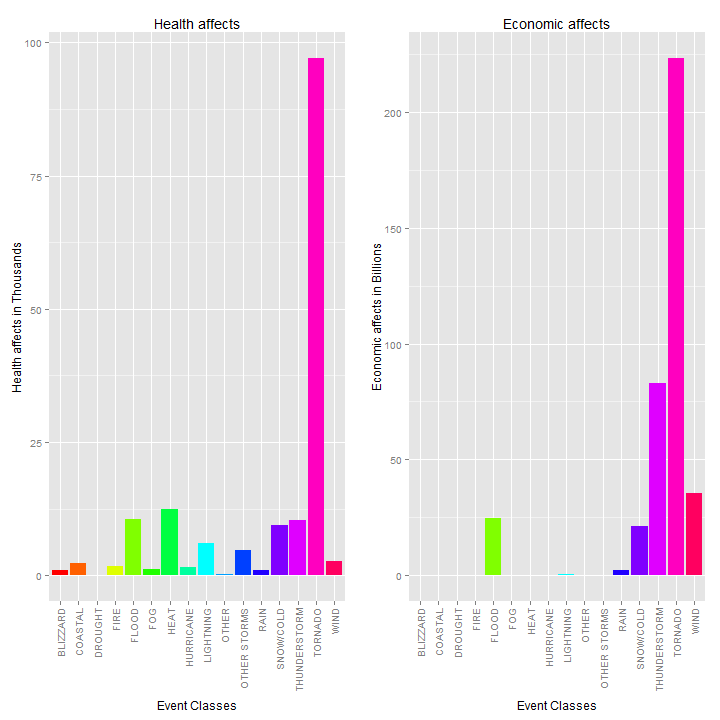 Health affects
Health affects in Thousands
100
75
50
25
0
BLIZZARD
COASTAL
DROUGHT
FIRE
FLOOD
FOG
HEAT
HURRICANE
LIGHTNING
OTHER
OTHER STORMS
RAIN
SNOW/COLD
THUNDERSTORM
TORNADO
WIND
Event Classes
Economic affects
Economic affects in Billions
200
150
100
50
0
BLIZZARD
COASTAL
DROUGHT
FIRE
FLOOD
FOG
HEAT
HURRICANE
LIGHTNING
OTHER
OTHER STORMS
RAIN
SNOW/COLD
THUNDERSTORM
TORNADO
WIND
Event Classes